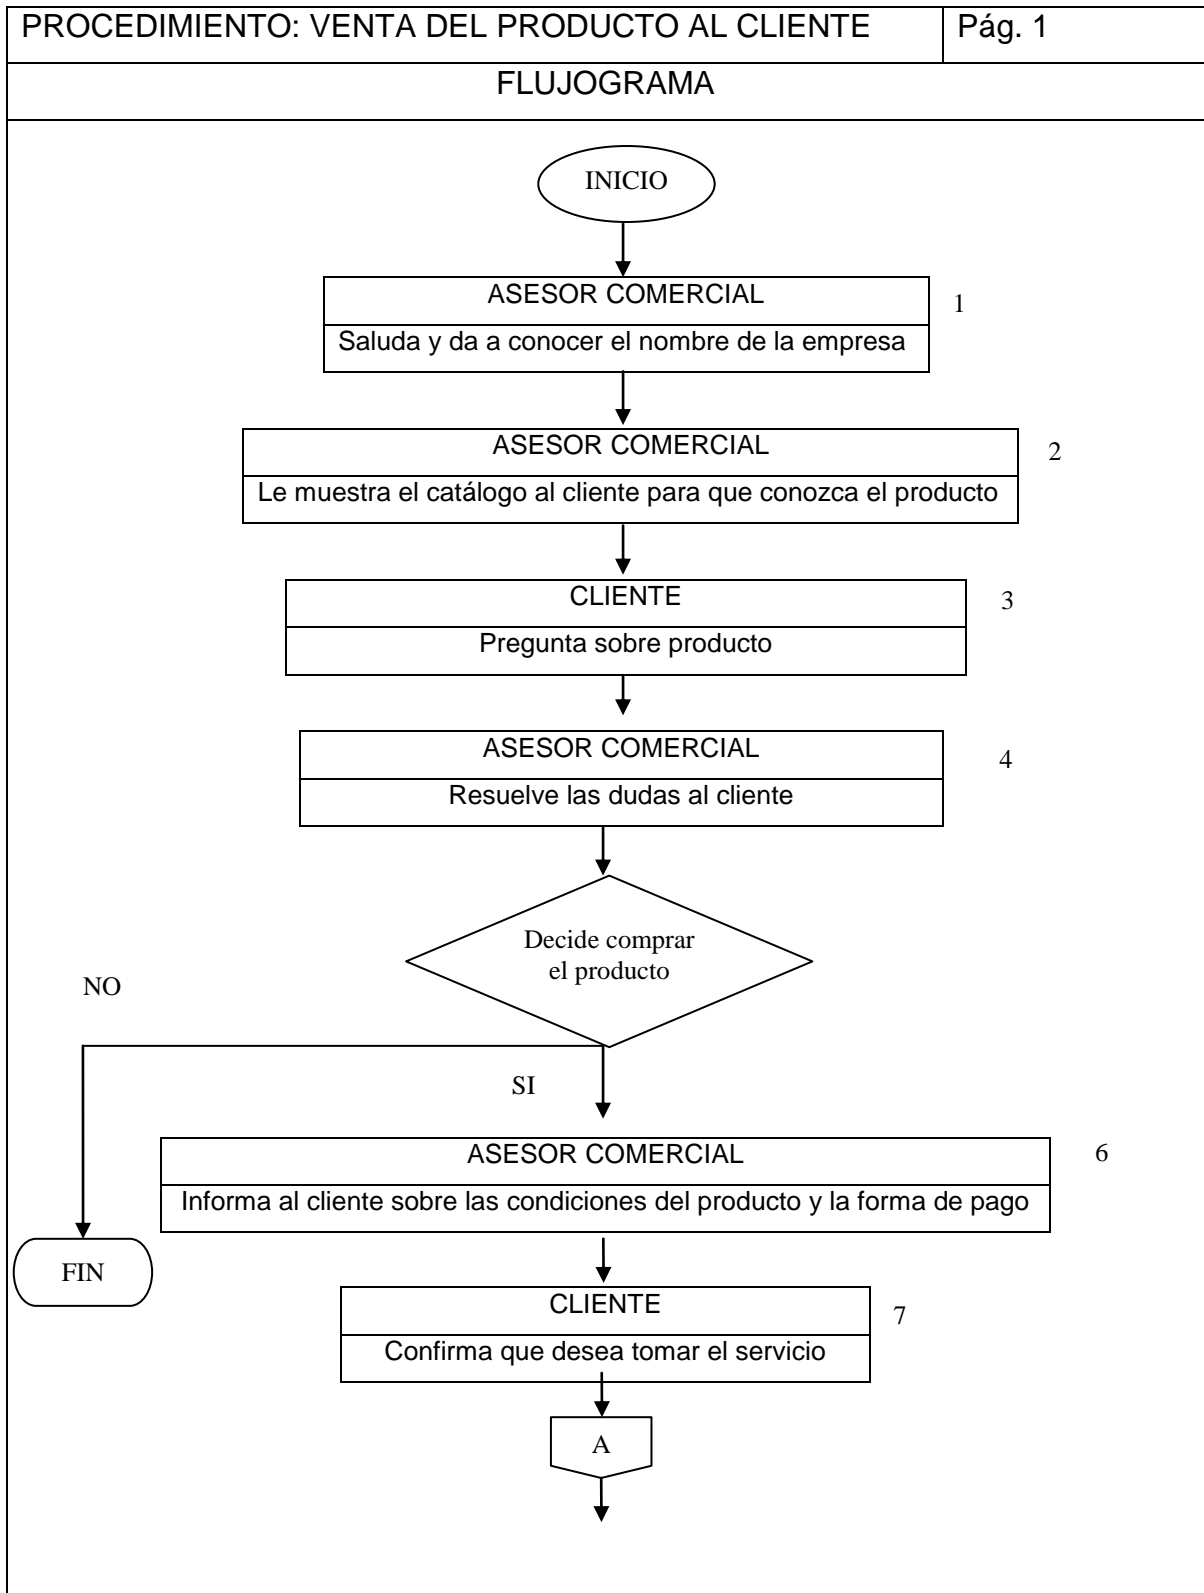 PROCEDIMIENTO: VENTA DEL PRODUCTO AL CLIENTE
Pág. 1
FLUJOGRAMA
INICIO
ASESOR COMERCIAL
1
Saluda y da a conocer el nombre de la empresa
ASESOR COMERCIAL
2
Le muestra el catálogo al cliente para que conozca el producto
CLIENTE
3
Pregunta sobre producto
ASESOR COMERCIAL
4
Resuelve las dudas al cliente
Decide comprar
el producto
NO
SI
ASESOR COMERCIAL
6
Informa al cliente sobre las condiciones del producto y la forma de pago
FIN
CLIENTE
7
Confirma que desea tomar el servicio
A